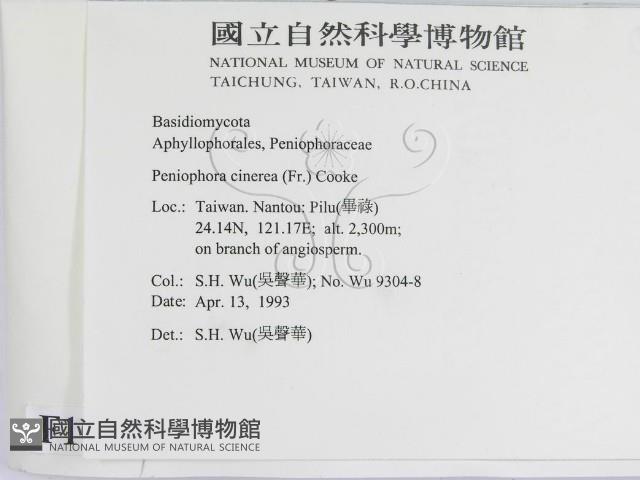 國立自然科學博物館
NATIONAL MUSEUM OF NATURAL SCIENCE
TAICHUNG, TAIWAN, R.O.CHINA
Basidiomycota
Aphyllophorales, Peniophoraceae
Peniophora cinerea (Fr.) Cooke
Loc.: Taiwan. Nantou: Pilu(畢祿)
24.14N, 121.17E; alt. 2,300m;
on branch of angiosperm.
Col.: S.H. Wu(吳聲華); No. Wu 9304-8
Date: Apr. 13, 1993
Det.: S.H. Wu(吳聲華)
國立自然科學博物館
NATIONAL MUSEUM OF NATURAL SCIENCE